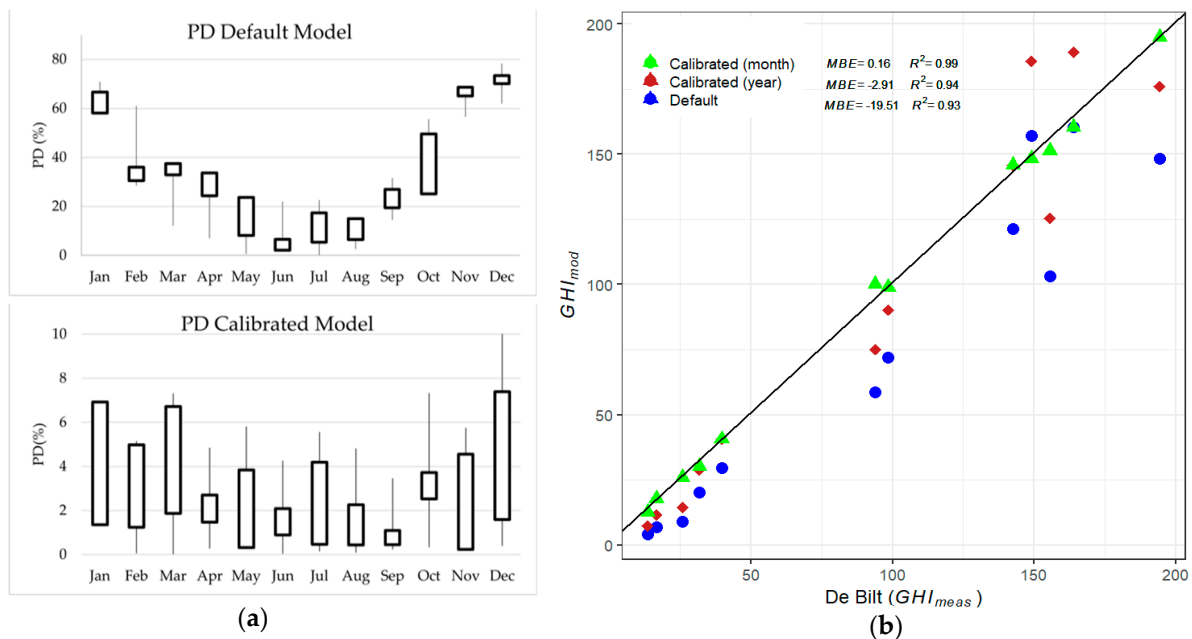 PD Default Model
80
60
40
20
0
PD (%)
Jan Feb Mar Apr May Jun Jul Aug Sep Oct Nov Dec
PD Calibrated Model
10
8
6
4
2
0
PD(%)
Jan Feb Mar Apr May Jun Jul Aug Sep Oct Nov Dec
(a)
200
150
100
50
0
GHI mod
Calibrated (month) MBE= 0.16 R²= 0.99
Calibrated (year) MBE= -2.91 R²= 0.94
Default MBE= -19.51 R²= 0.93
50 100 150 200
De Bilt (GHI meas )
(b)